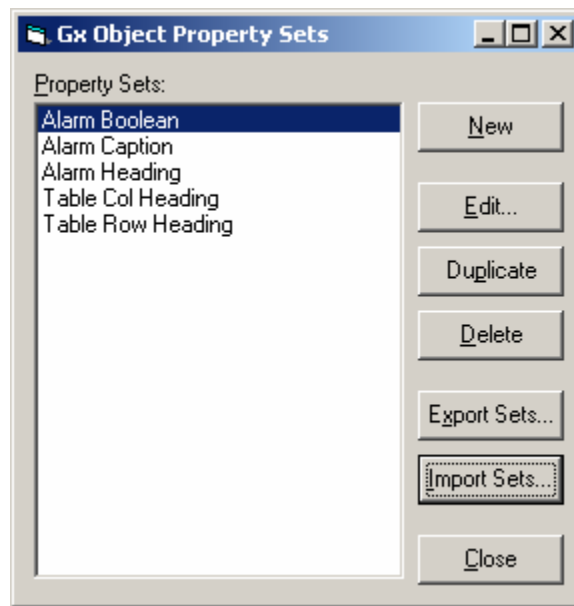 Gx Object Property Sets
Property Sets:
Alarm Boolean
Alarm Caption
Alarm Heading
Table Col Heading
Table Row Heading
New
Edit...
Duplicate
Delete
Export Sets...
Import Sets...
Close